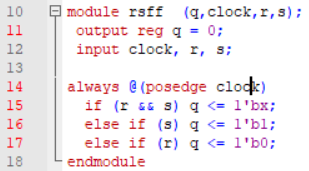 10 module rsff (q,clock,r,s);
11 output reg q = 0;
12 input clock, r, s;
13
14 always @(posedge clock)
15 if (r && s) q <= 1'bx;
16 else if (s) q <= 1'b1;
17 else if (r) q <= 1'b0;
18 endmodule